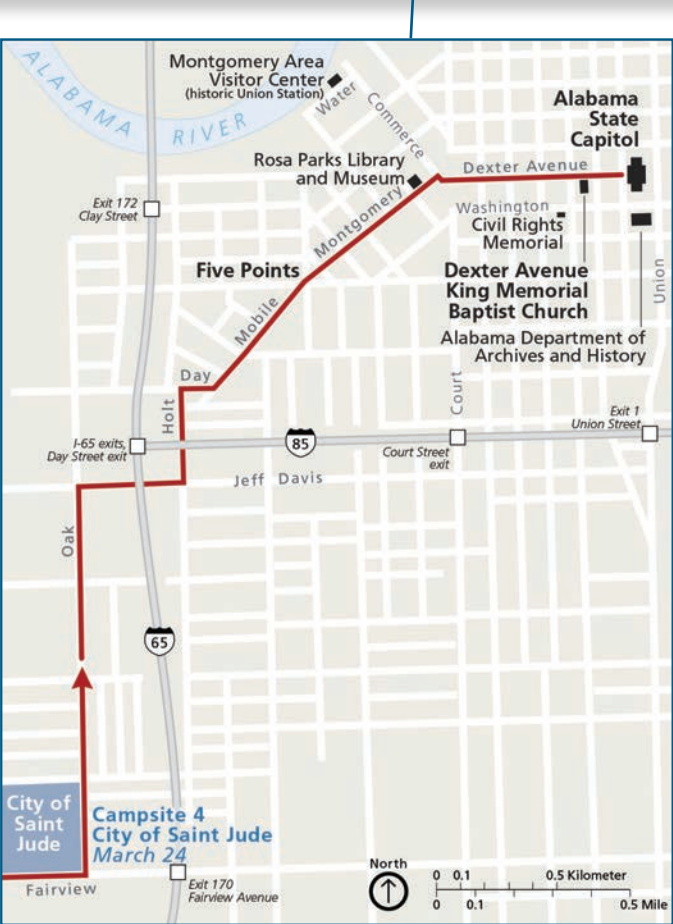 ALABAMA RIVER
Montgomery Area
Visitor Center
(historic Union Station)
Water
Commerce
Alabama
State
Capitol
Rosa Parks Library
and Museum
Dexter Avenue
Exit 172
Clay Street
Montgomery
Washington
Civil Rights
Memorial
Five Points
Dexter Avenue
King Memorial
Baptist Church
Union
Mobile
Alabama Department of
Archives and History
Day
Holt
Court
Exit 1
Union Street
I-65 exits,
Day Street exit
85
Court Street
exit
Jeff Davis
Oak
65
City of
Saint
Jude
Campsite 4
City of Saint Jude
March 24
Fairview
Exit 170
Fairview Avenue
North
0 0.1 0.5 Kilometer
0 0.1 0.5 Mile